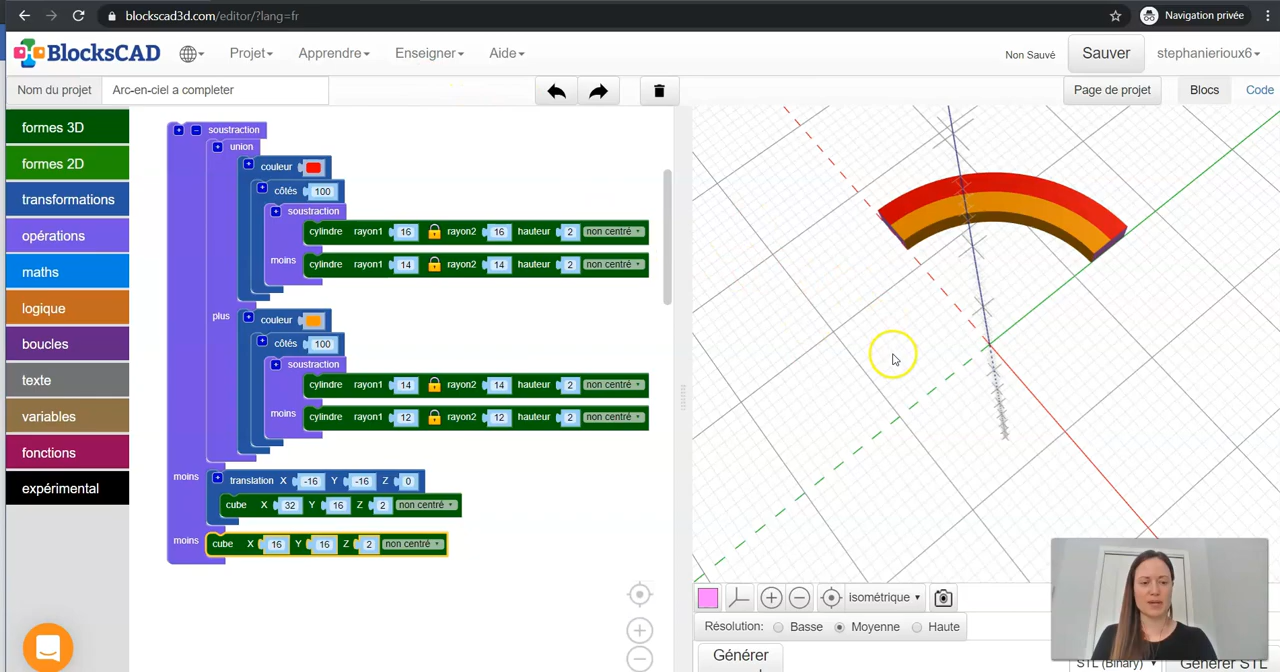 blockscad3d.com/editor/?lang=fr
Navigation privée
BlocksCAD
Projet
Apprendre
Enseigner
Aide
Non Sauvé
Sauver
stephanierioux6
Nom du projet
Arc-en-ciel a completer
Page de projet
Blocs
Code
formes 3D
formes 2D
transformations
opérations
maths
logique
boucles
texte
variables
fonctions
expérimental
soustraction
union
couleur
côtés 100
soustraction
cylindre rayon1 16 rayon2 16 hauteur 2 non centré
moins cylindre rayon1 14 rayon2 14 hauteur 2 non centré
plus couleur
côtés 100
soustraction
cylindre rayon1 14 rayon2 14 hauteur 2 non centré
moins cylindre rayon1 12 rayon2 12 hauteur 2 non centré
moins translation X -16 Y -16 Z 0
cube X 32 Y 16 Z 2 non centré
moins cube X 16 Y 16 Z 2 non centré
isométrique
Résolution: Basse Moyenne Haute
Générer
STL (Binary)
Générer STL